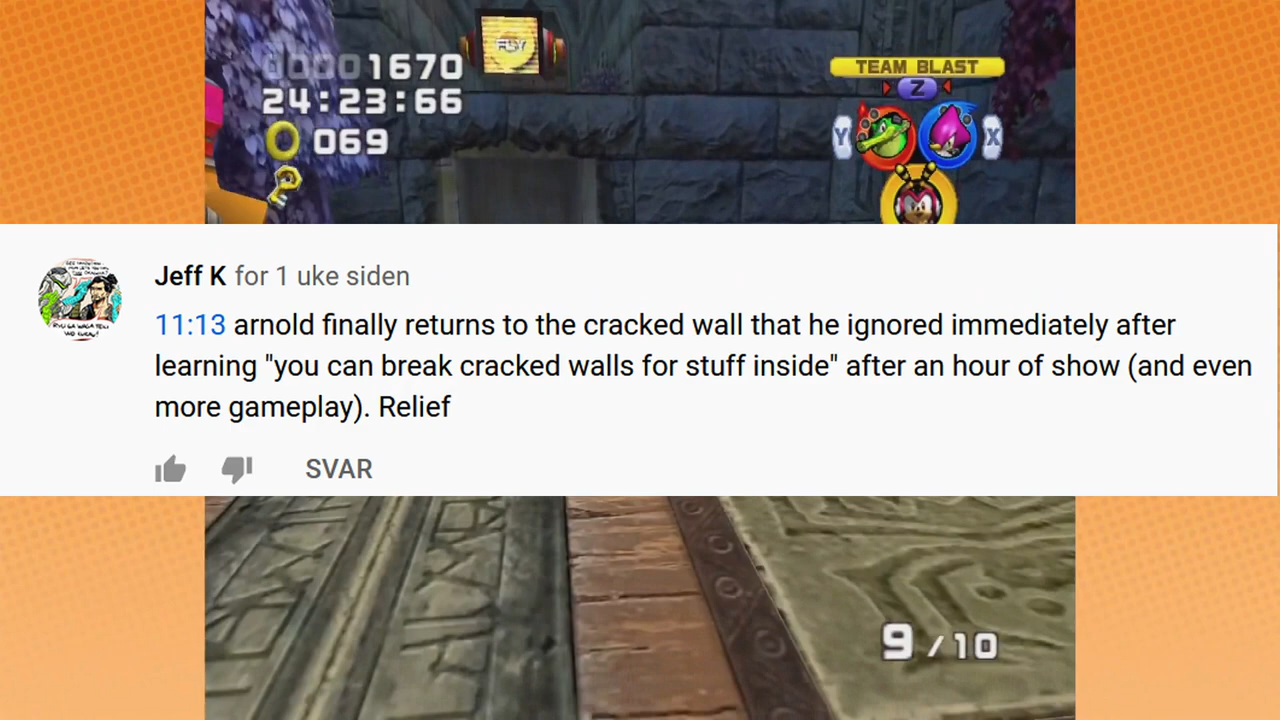 FLY
00001670
24:23:66
069
TEAM BLAST
Z
Y
X
Jeff K for 1 uke siden
11:13 arnold finally returns to the cracked wall that he ignored immediately after
learning "you can break cracked walls for stuff inside" after an hour of show (and even
more gameplay). Relief
SVAR
9/10